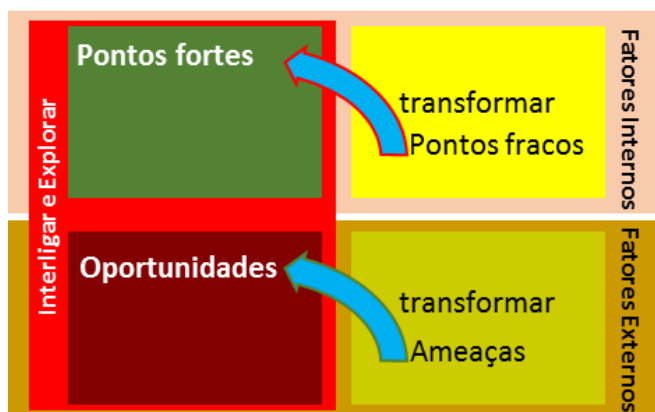 Interligar e Explorar
Pontos fortes
transformar
Pontos fracos
Fatores Internos
Oportunidades
transformar
Ameaças
Fatores Externos